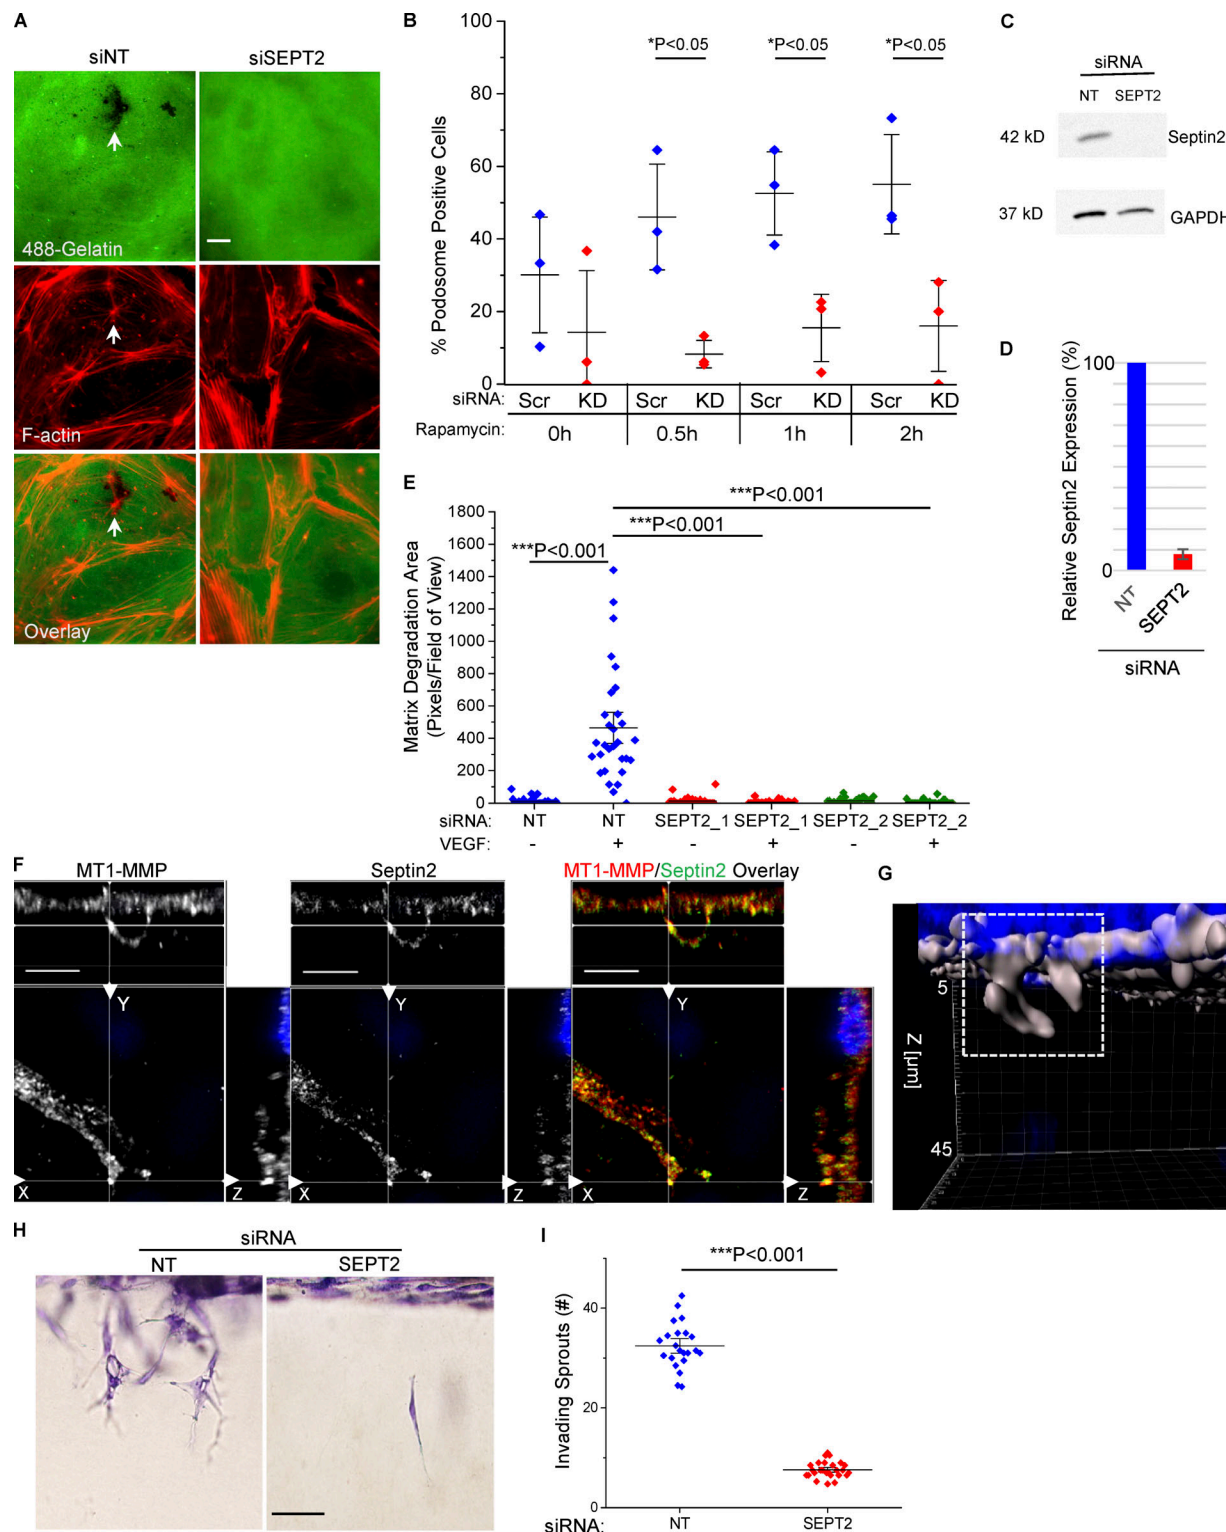 A
siNT
siSEPT2
488-Gelatin
F-actin
Overlay
B
% Podosome Positive Cells
100
80
60
40
20
0
*P<0.05
*P<0.05
*P<0.05
siRNA:
Scr
KD
Scr
KD
Scr
KD
Scr
KD
Rapamycin:
0h
0.5h
1h
2h
C
siRNA
NT
SEPT2
42 kD
Septin2
37 kD
GAPDH
D
Relative Septin2 Expression (%)
100
0
NT
SEPT2
siRNA
E
Matrix Degradation Area
(Pixels/Field of View)
1800
1600
1400
1200
1000
800
600
400
200
0
***P<0.001
***P<0.001
***P<0.001
siRNA:
NT
NT
SEPT2_1
SEPT2_1
SEPT2_2
SEPT2_2
VEGF:
-
+
-
+
-
+
F
MT1-MMP
Septin2
MT1-MMP/Septin2 Overlay
Y
X
Z
Y
X
Z
Y
X
Z
G
5
Z [µm]
45
H
siRNA
NT
SEPT2
I
***P<0.001
Invading Sprouts (#)
40
20
0
siRNA:
NT
SEPT2